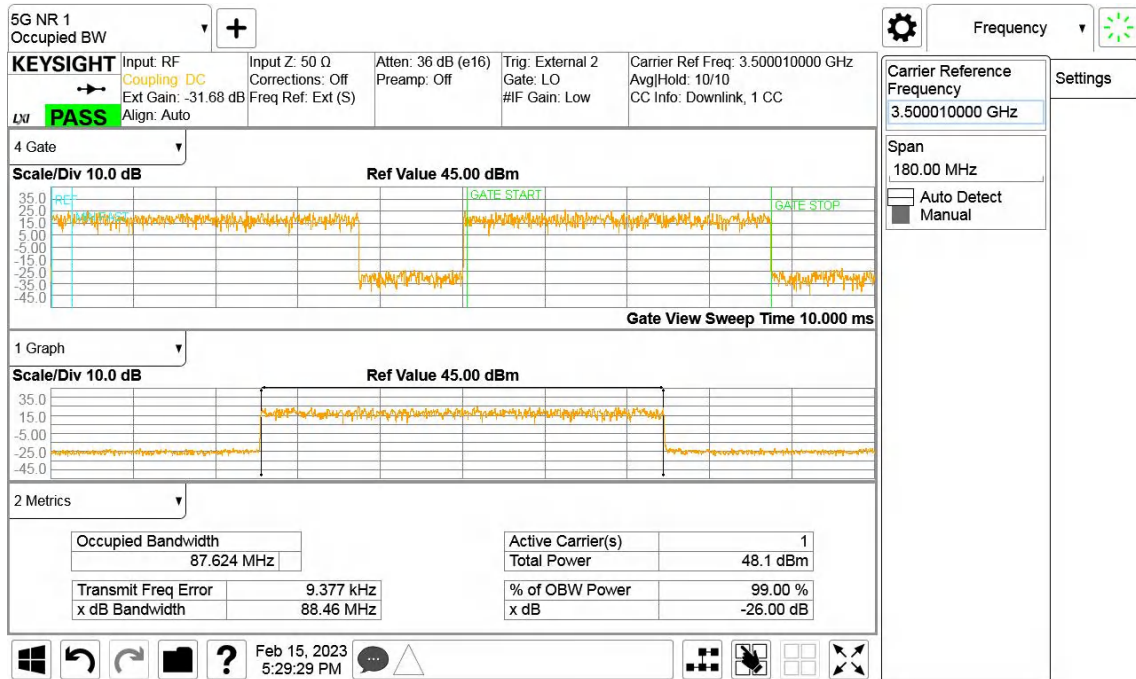 5G NR 1
Occupied BW
Frequency
KEYSIGHT
LXI
PASS
Input: RF
Coupling: DC
Ext Gain: -31.68 dB
Align: Auto
Input Z: 50 Ω
Corrections: Off
Freq Ref: Ext (S)
Atten: 36 dB (e16)
Preamp: Off
Trig: External 2
Gate: LO
#IF Gain: Low
Carrier Ref Freq: 3.500010000 GHz
Avg|Hold: 10/10
CC Info: Downlink, 1 CC
Carrier Reference
Frequency
3.500010000 GHz
Settings
Span
180.00 MHz
Auto Detect
Manual
4 Gate
Scale/Div 10.0 dB
Ref Value 45.00 dBm
35.0
25.0
15.0
5.00
-5.00
-15.0
-25.0
-35.0
-45.0
GATE START
GATE STOP
Gate View Sweep Time 10.000 ms
1 Graph
Scale/Div 10.0 dB
Ref Value 45.00 dBm
35.0
15.0
-5.00
-25.0
-45.0
2 Metrics
Occupied Bandwidth
87.624 MHz
Transmit Freq Error 9.377 kHz
x dB Bandwidth 88.46 MHz
Active Carrier(s) 1
Total Power 48.1 dBm
% of OBW Power 99.00 %
x dB -26.00 dB
?
Feb 15, 2023
5:29:29 PM